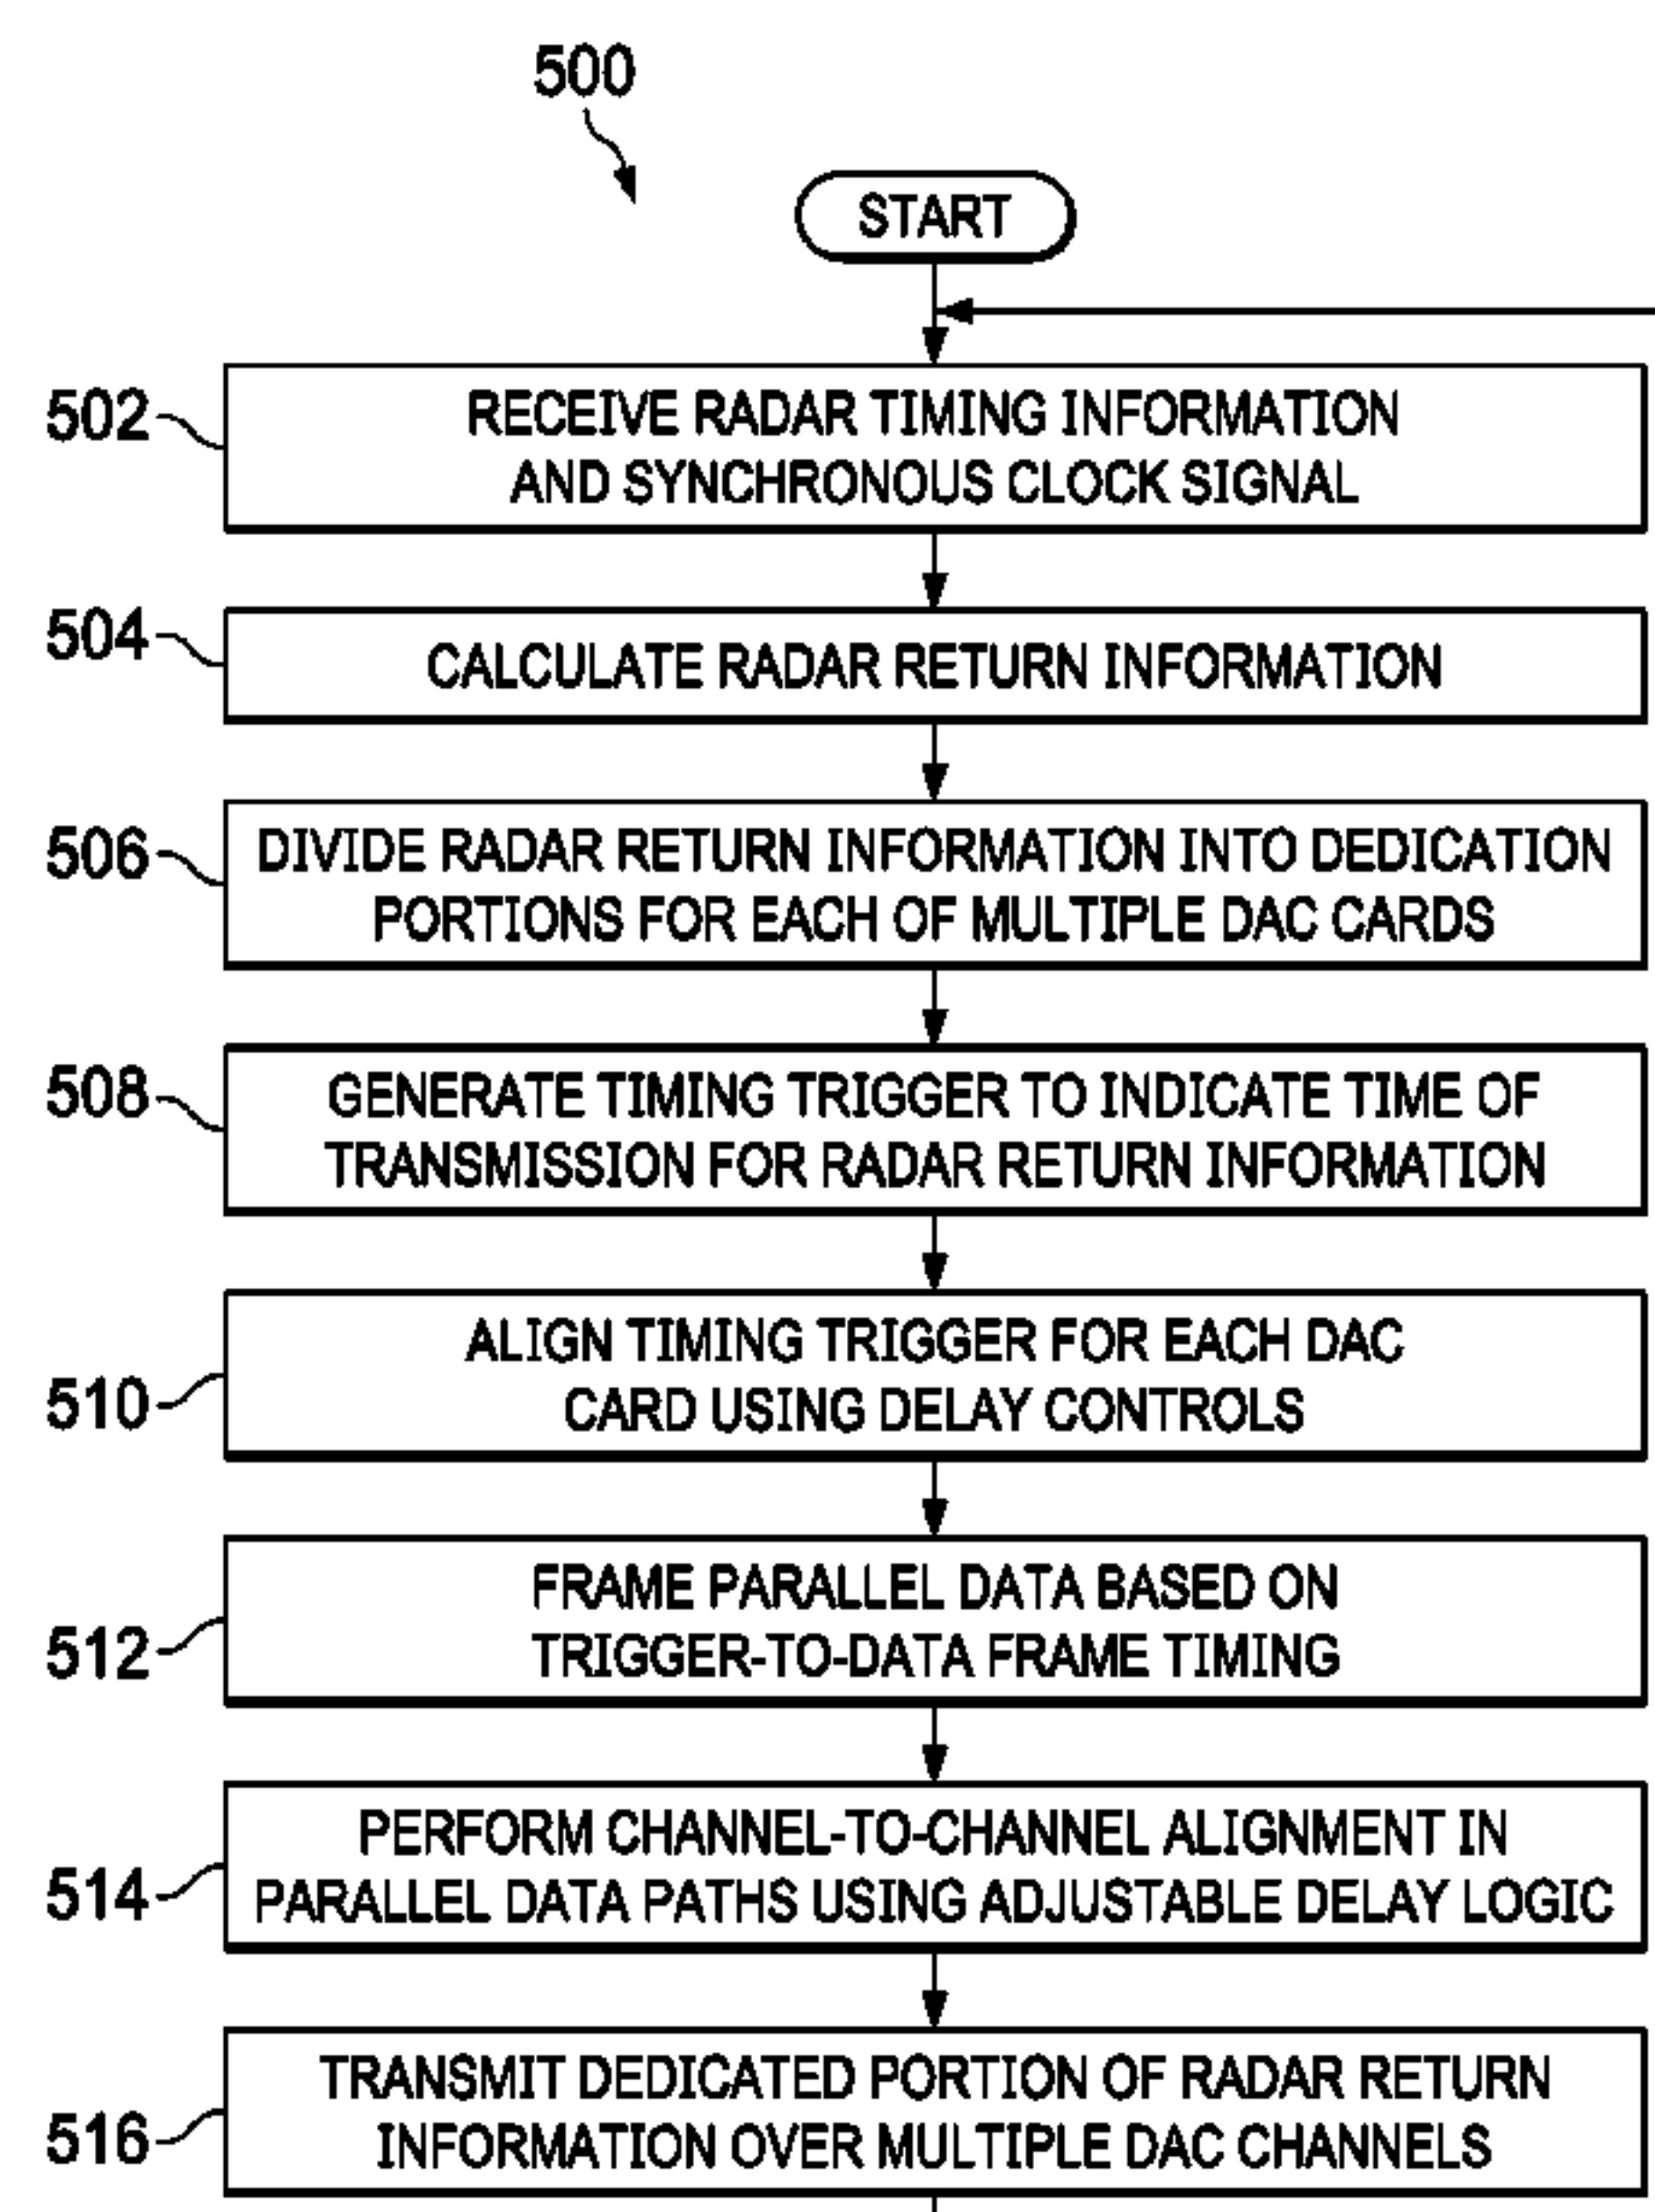 500
START
502
RECEIVE RADAR TIMING INFORMATION
AND SYNCHRONOUS CLOCK SIGNAL
504
CALCULATE RADAR RETURN INFORMATION
506
DIVIDE RADAR RETURN INFORMATION INTO DEDICATION
PORTIONS FOR EACH OF MULTIPLE DAC CARDS
508
GENERATE TIMING TRIGGER TO INDICATE TIME OF
TRANSMISSION FOR RADAR RETURN INFORMATION
510
ALIGN TIMING TRIGGER FOR EACH DAC
CARD USING DELAY CONTROLS
512
FRAME PARALLEL DATA BASED ON
TRIGGER-TO-DATA FRAME TIMING
514
PERFORM CHANNEL-TO-CHANNEL ALIGNMENT IN
PARALLEL DATA PATHS USING ADJUSTABLE DELAY LOGIC
516
TRANSMIT DEDICATED PORTION OF RADAR RETURN
INFORMATION OVER MULTIPLE DAC CHANNELS